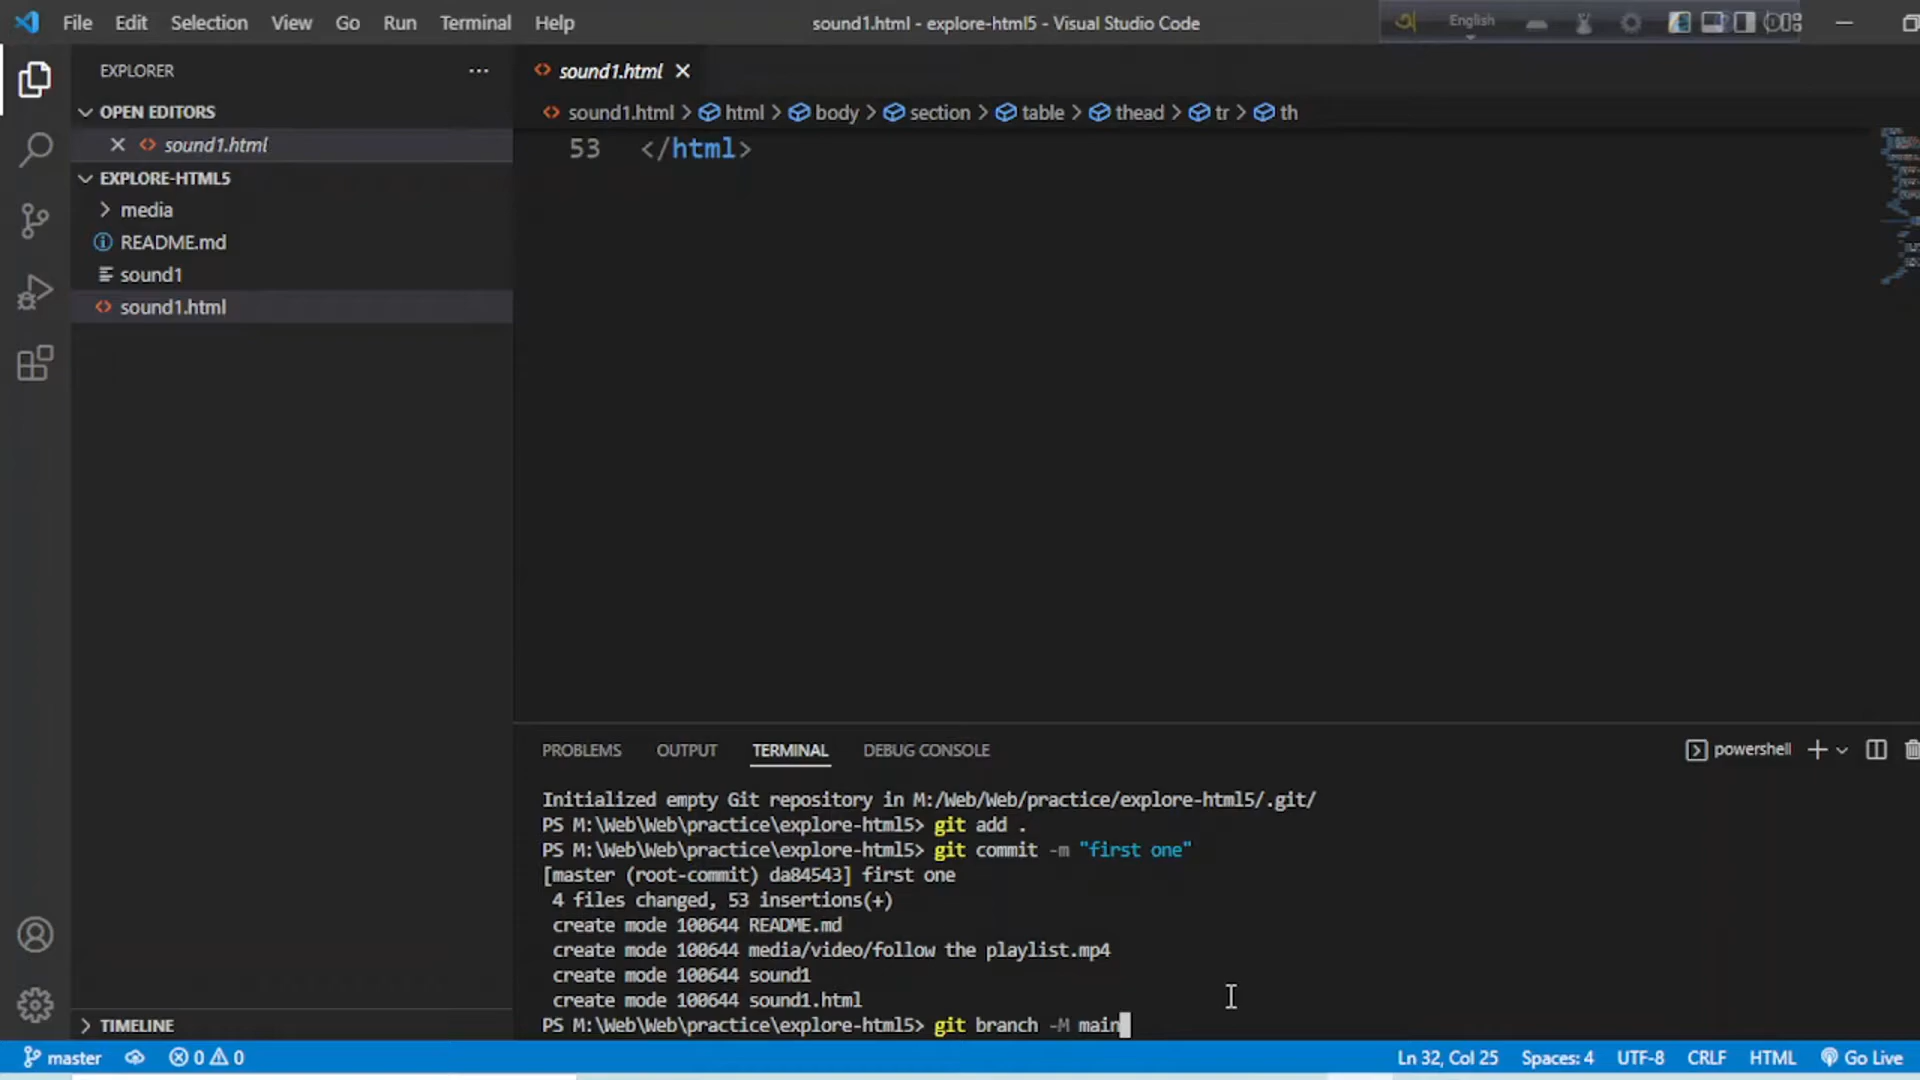 File Edit Selection View Go Run Terminal Help
sound1.html - explore-html5 - Visual Studio Code
English
EXPLORER
OPEN EDITORS
sound1.html
EXPLORE-HTML5
media
README.md
sound1
sound1.html
TIMELINE
sound1.html
sound1.html > html > body > section > table > thead > tr > th
53 </html>
PROBLEMS OUTPUT TERMINAL DEBUG CONSOLE
powershell
Initialized empty Git repository in M:/Web/Web/practice/explore-html5/.git/
PS M:\Web\Web\practice\explore-html5> git add .
PS M:\Web\Web\practice\explore-html5> git commit -m "first one"
[master (root-commit) da84543] first one
4 files changed, 53 insertions(+)
create mode 100644 README.md
create mode 100644 media/video/follow the playlist.mp4
create mode 100644 sound1
create mode 100644 sound1.html
PS M:\Web\Web\practice\explore-html5> git branch -M main
master 0 0 Ln 32, Col 25 Spaces: 4 UTF-8 CRLF HTML Go Live